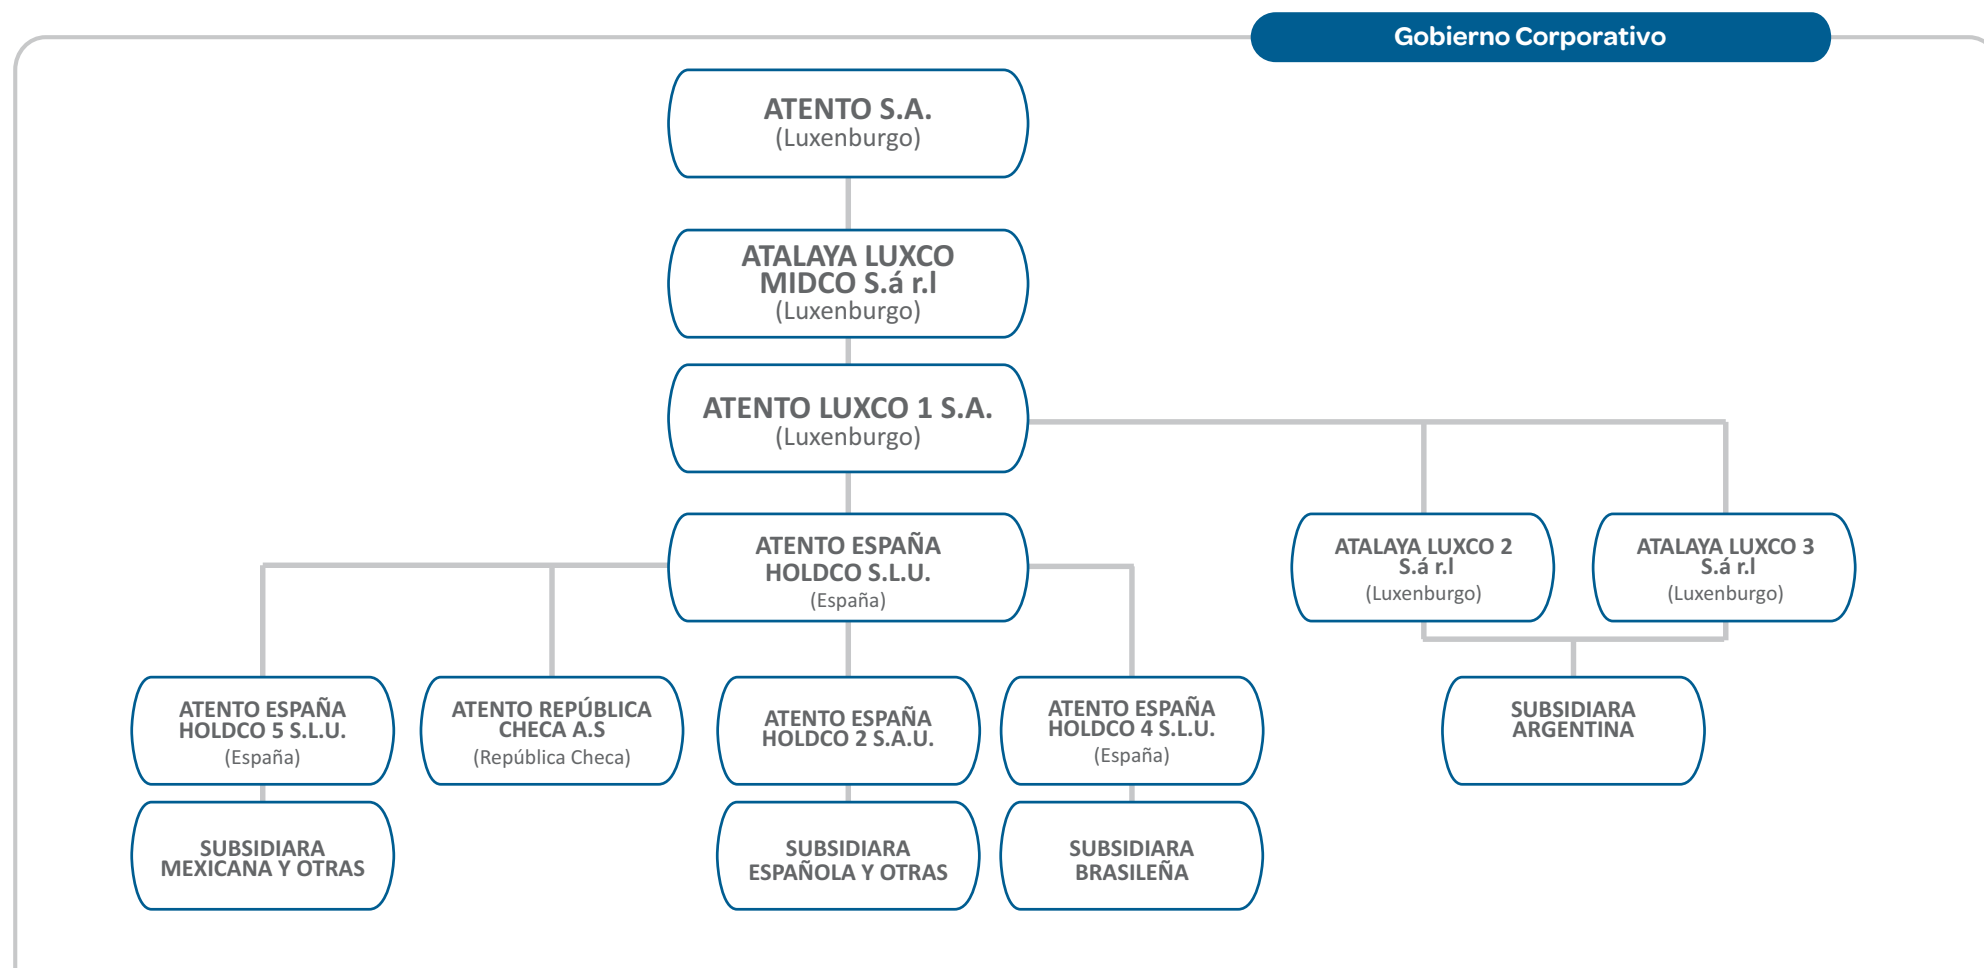 Gobierno Corporativo
ATENTO S.A.
(Luxenburgo)
ATALAYA LUXCO
MIDCO S.á r.l
(Luxenburgo)
ATENTO LUXCO 1 S.A.
(Luxenburgo)
ATENTO ESPAÑA
HOLDCO S.L.U.
(España)
ATALAYA LUXCO 2
S.á r.l
(Luxenburgo)
ATALAYA LUXCO 3
S.á r.l
(Luxenburgo)
ATENTO ESPAÑA
HOLDCO 5 S.L.U.
(España)
ATENTO REPÚBLICA
CHECA A.S
(República Checa)
ATENTO ESPAÑA
HOLDCO 2 S.A.U.
ATENTO ESPAÑA
HOLDCO 4 S.L.U.
(España)
SUBSIDIARA
ARGENTINA
SUBSIDIARA
MEXICANA Y OTRAS
SUBSIDIARA
ESPAÑOLA Y OTRAS
SUBSIDIARA
BRASILEÑA